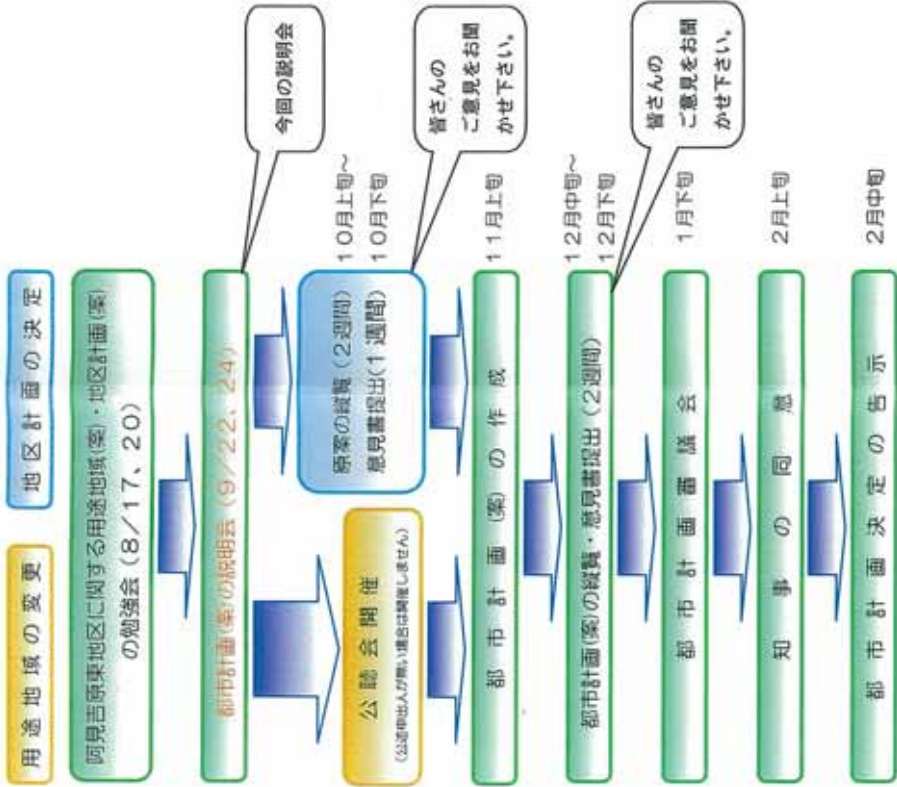 用途地域の変更
地区計画の決定
阿見吉原東地区に関する用途地域(案)・地区計画(案)
の勉強会(8/17、20)
都市計画(案)の説明会(9/22、24)
今回の説明会
公聴会開催
(公述申出人が無い場合は開催しません)
原案の縦覧(2週間)
意見書提出(1週間)
10月上旬~
10月下旬
皆さんの
ご意見をお聞
かせ下さい。
都市計画(案)の作成
11月上旬
都市計画(案)の縦覧・意見書提出(2週間)
12月中旬~
12月下旬
皆さんの
ご意見をお聞
かせ下さい。
都市計画審議会
1月下旬
知事の同意
2月上旬
都市計画決定の告示
2月中旬